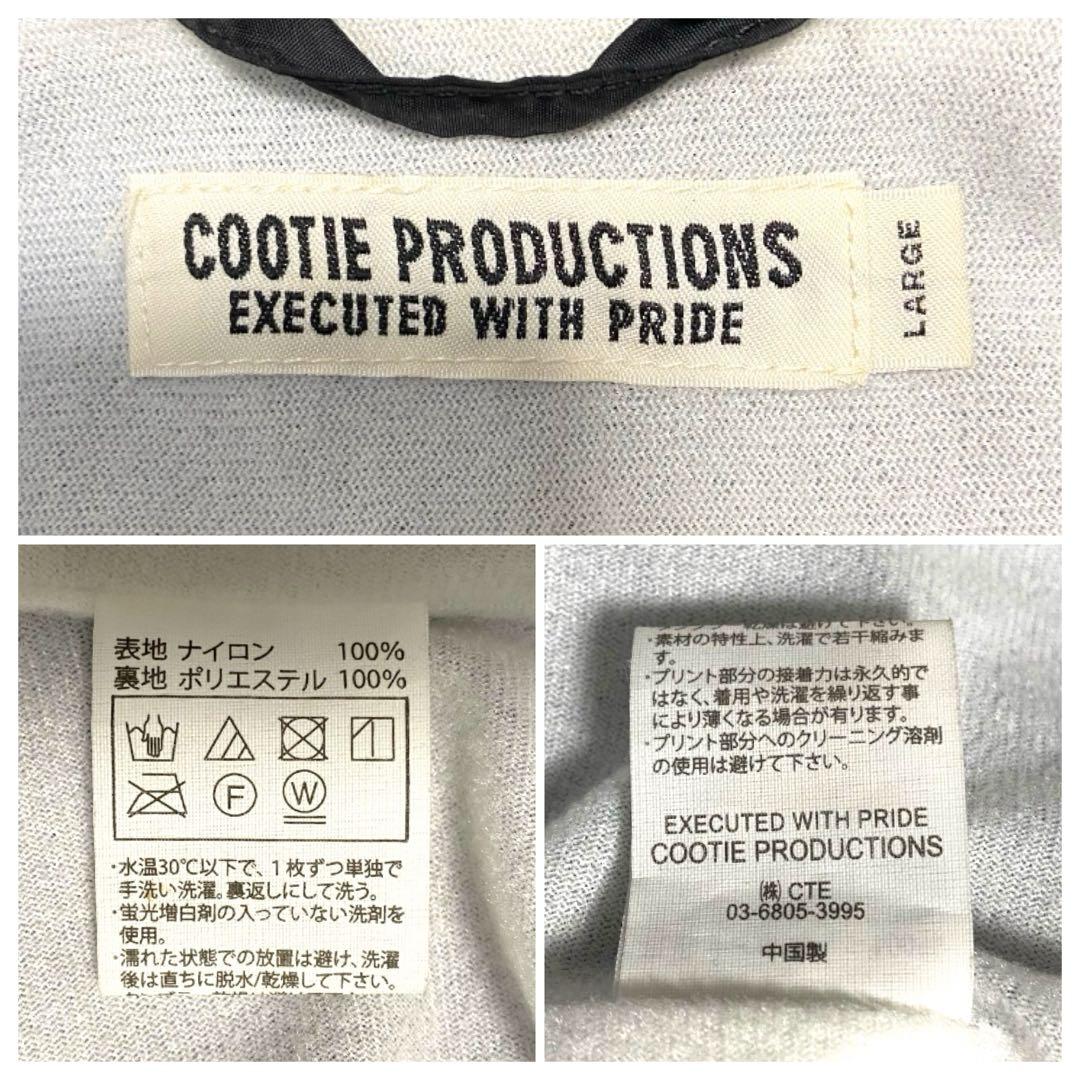 COOTIE PRODUCTIONS
EXECUTED WITH PRIDE
LARGE
表地 ナイロン 100%
裏地 ポリエステル 100%
F
W
・水温30℃以下で、1枚ずつ単独で
手洗い洗濯。裏返しにして洗う。
・蛍光増白剤の入っていない洗剤を
使用。
・濡れた状態での放置は避け、洗濯
後は直ちに脱水/乾燥して下さい。
・素材の特性上、洗濯で若干縮みま
す。
・プリント部分の接着力は永久的で
はなく、着用や洗濯を繰り返す事
により薄くなる場合が有ります。
・プリント部分へのクリーニング溶剤
の使用は避けて下さい。
EXECUTED WITH PRIDE
COOTIE PRODUCTIONS
㈱ CTE
03-6805-3995
中国製